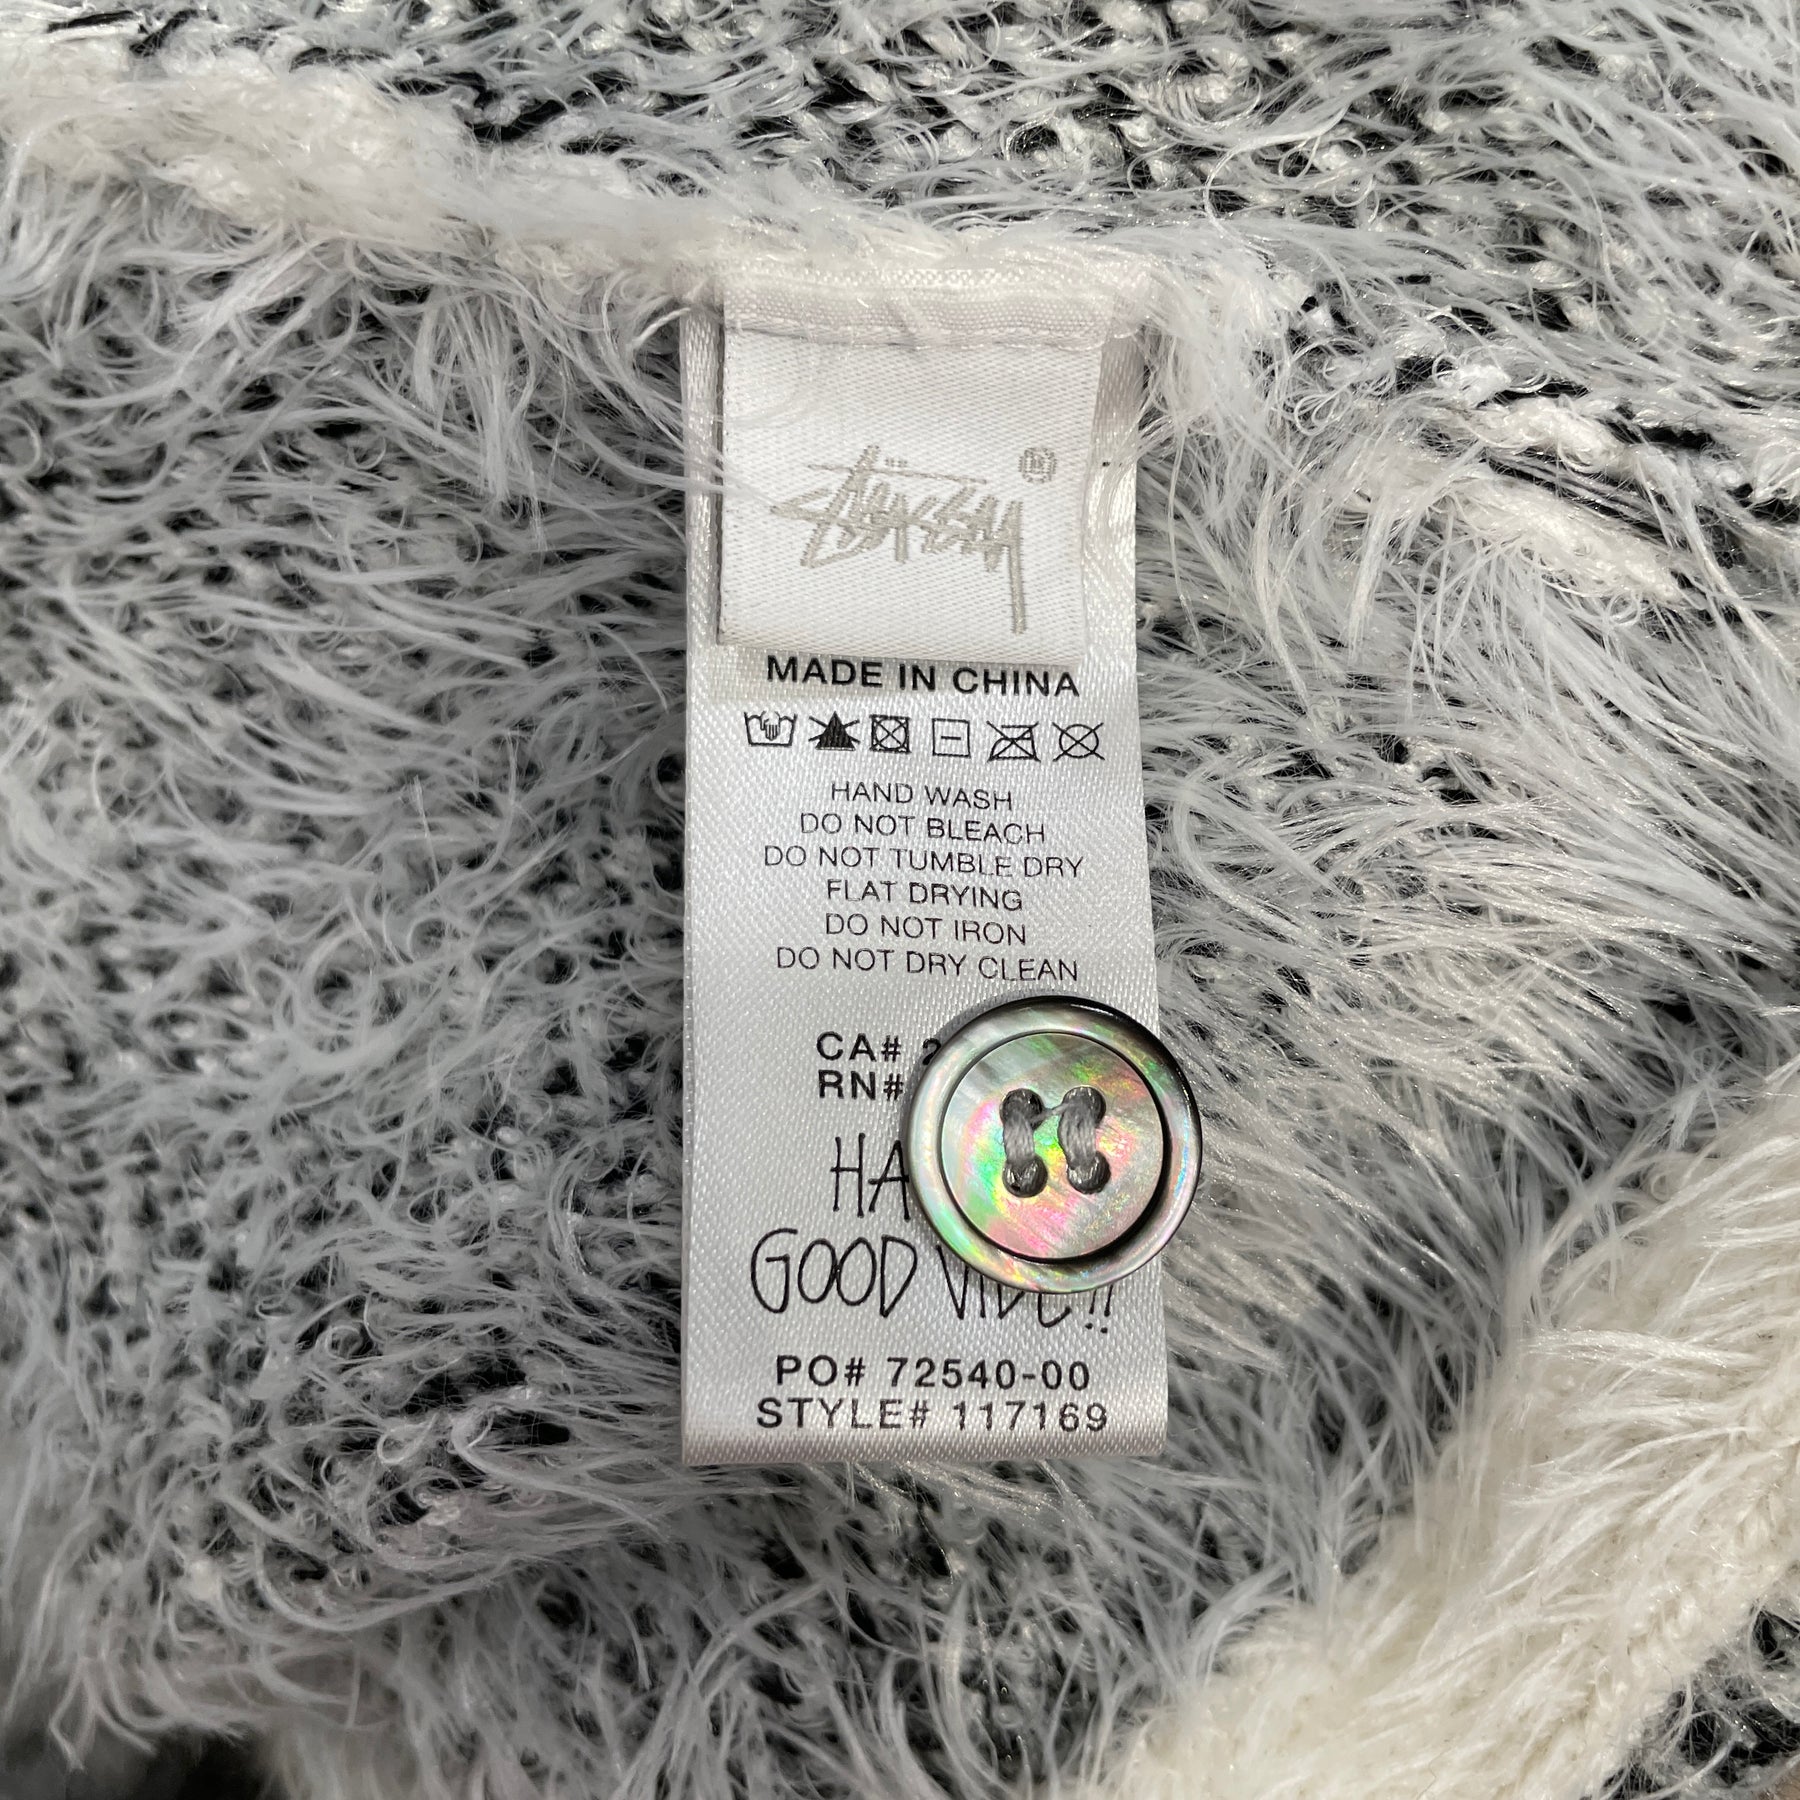 Stüssy ®
MADE IN CHINA
HAND WASH
DO NOT BLEACH
DO NOT TUMBLE DRY
FLAT DRYING
DO NOT IRON
DO NOT DRY CLEAN
CA#
RN#
GOOD VIBE!!
PO# 72540-00
STYLE# 117169